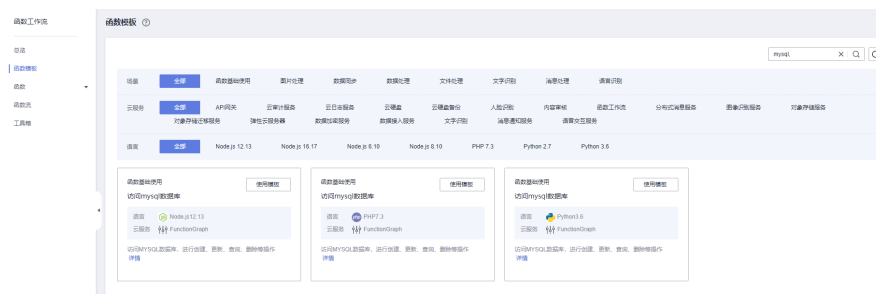 函数工作流
函数模板
总览
函数模板
函数
函数流
工具箱
mysql
场景 全部 函数基础使用 图片处理 数据同步 数据处理 文件处理 文字识别 消息处理 语音识别
云服务 全部 API网关 云审计服务 云日志服务 云硬盘 云硬盘备份 人脸识别 内容审核 函数工作流 分布式消息服务 图像识别服务 对象存储服务
对象存储迁移服务 弹性云服务器 数据加密服务 数据接入服务 文字识别 消息通知服务 语音交互服务
语言 全部 Node.js 12.13 Node.js 16.17 Node.js 6.10 Node.js 8.10 PHP 7.3 Python 2.7 Python 3.6
函数基础使用 使用模板
访问mysql数据库
语言 Node.js12.13
云服务 FunctionGraph
访问MYSQL数据库，进行创建、更新、查询、删除等操作
详情
函数基础使用 使用模板
访问mysql数据库
语言 PHP7.3
云服务 FunctionGraph
访问MYSQL数据库，进行创建、更新、查询、删除等操作
详情
函数基础使用 使用模板
访问mysql数据库
语言 Python3.6
云服务 FunctionGraph
访问MYSQL数据库，进行创建、更新、查询、删除等操作
详情